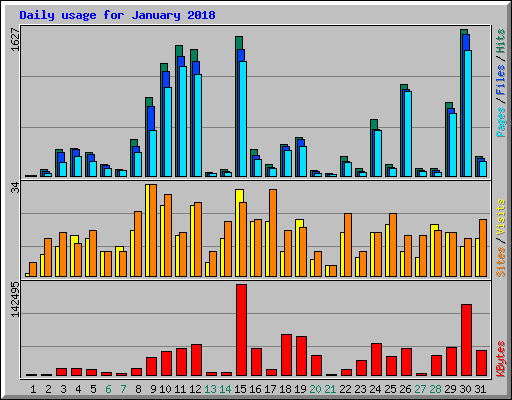 Daily usage for January 2018
1627
Pages / Files / Hits
34
Sites / Visits
142495
KBytes
1 2 3 4 5 6 7 8 9 10 11 12 13 14 15 16 17 18 19 20 21 22 23 24 25 26 27 28 29 30 31